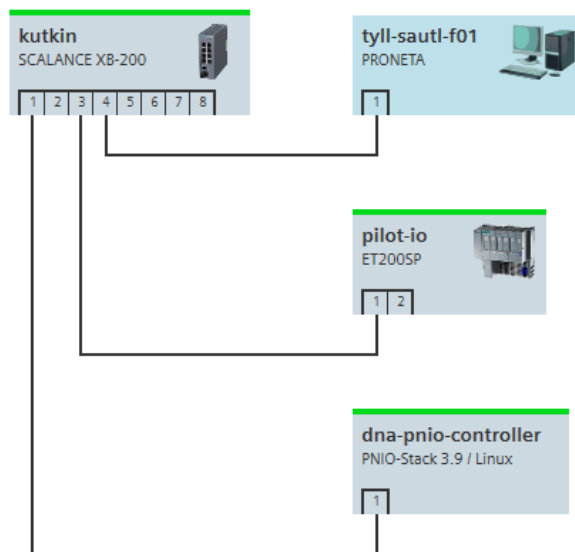 kutkin
SCALANCE XB-200
1 2 3 4 5 6 7 8
tyll-sautl-f01
PRONETA
1
pilot-io
ET200SP
1 2
dna-pnio-controller
PNIO-Stack 3.9 / Linux
1